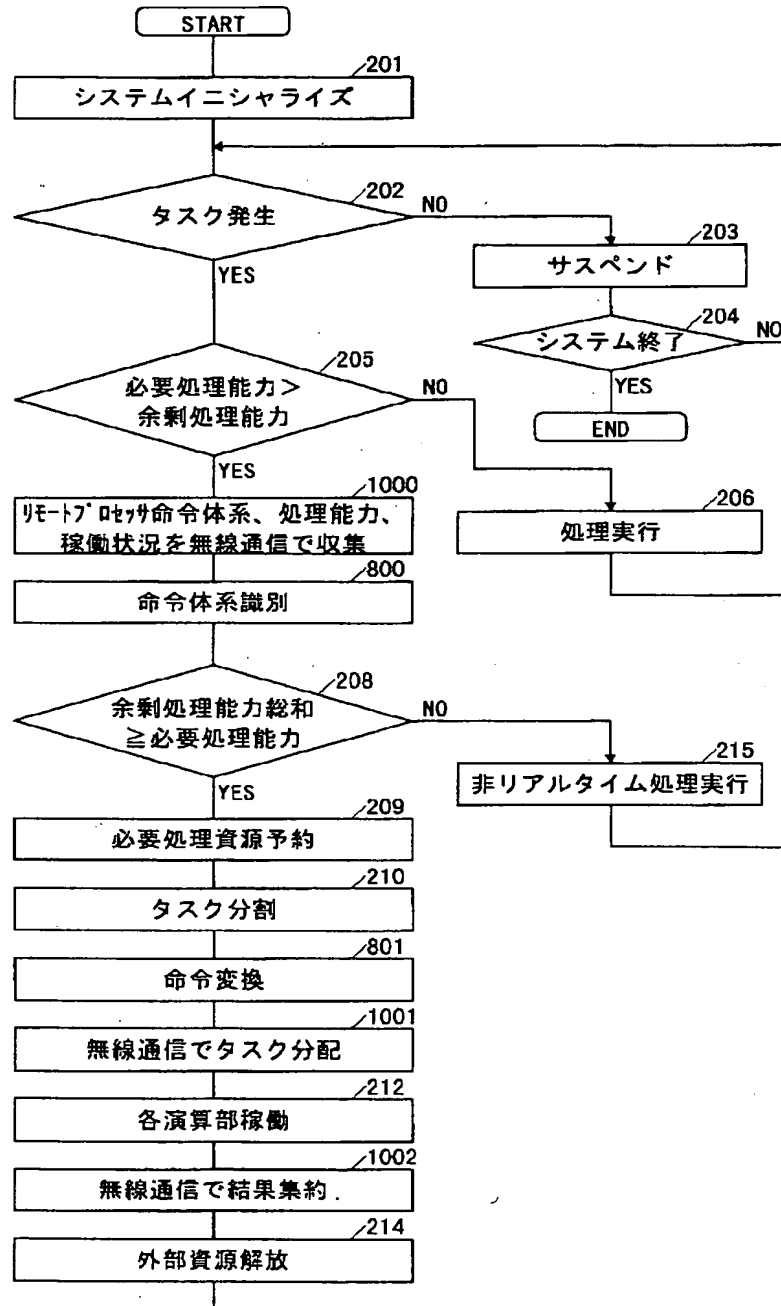 START
201
システムイニシャライズ
202
タスク発生
NO
YES
203
サスペンド
204
システム終了
NO
YES
END
205
必要処理能力>
余剰処理能力
NO
YES
206
処理実行
1000
リモートプロセッサ命令体系、処理能力、
稼働状況を無線通信で収集
800
命令体系識別
208
余剰処理能力総和
≧必要処理能力
NO
YES
215
非リアルタイム処理実行
209
必要処理資源予約
210
タスク分割
801
命令変換
1001
無線通信でタスク分配
212
各演算部稼働
1002
無線通信で結果集約
214
外部資源解放